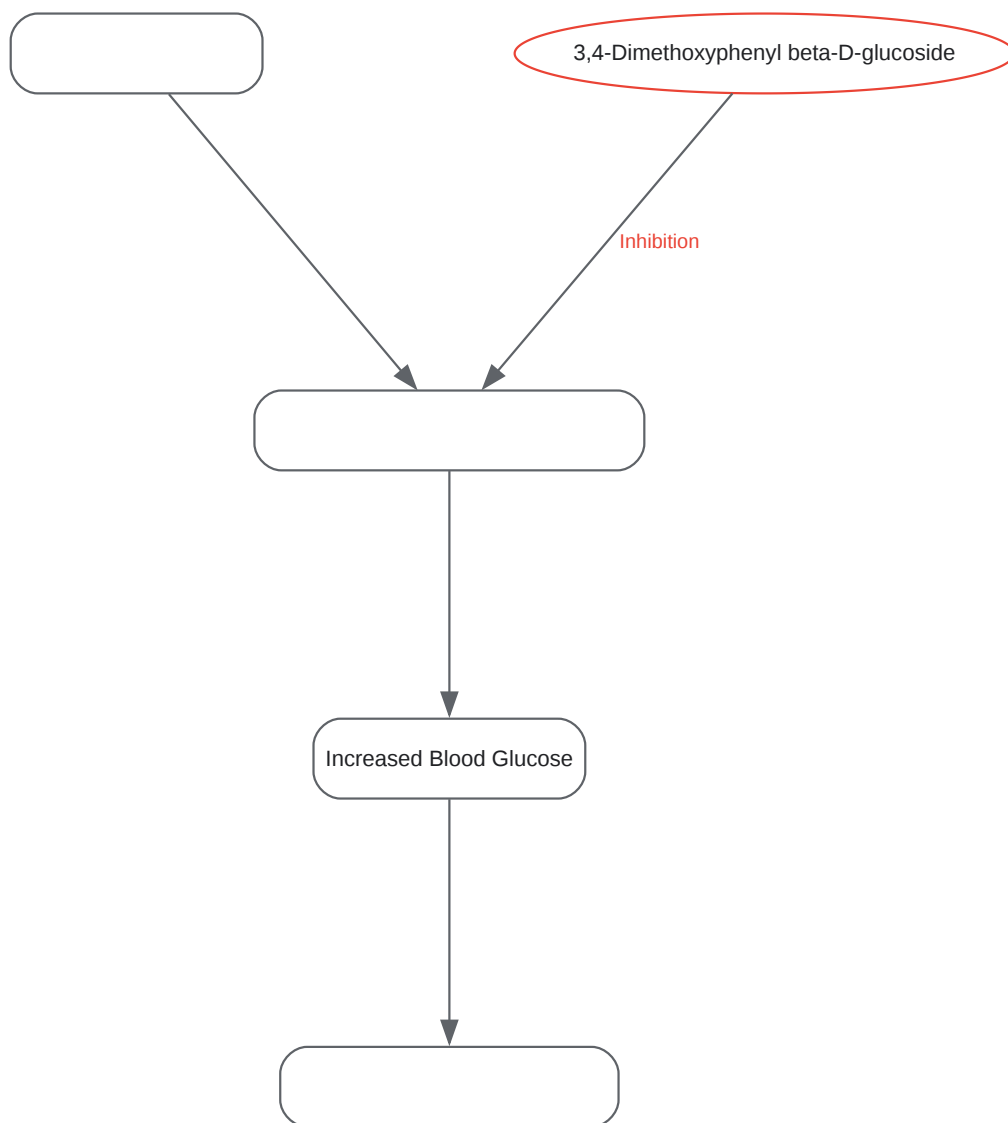 3,4-Dimethoxyphenyl beta-D-glucoside
Inhibition
Increased Blood Glucose